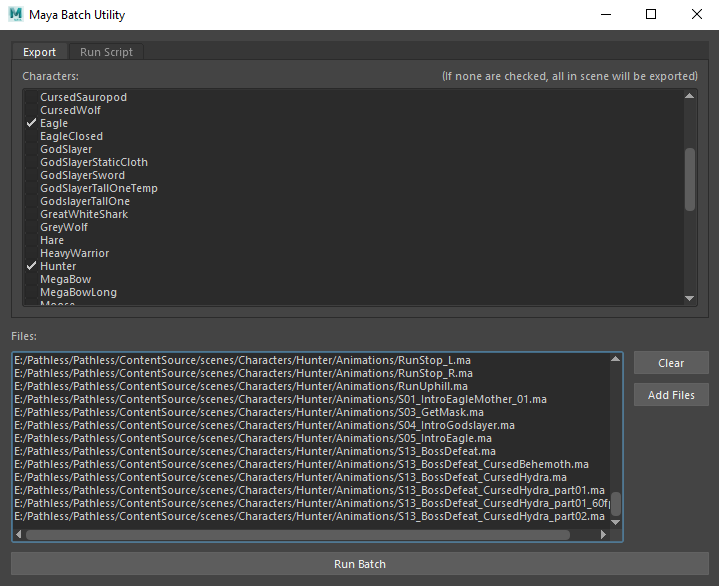 Maya Batch Utility
Export
Run Script
Characters:
(If none are checked, all in scene will be exported)
CursedSauropod
CursedWolf
Eagle
EagleClosed
GodSlayer
GodSlayerStaticCloth
GodSlayerSword
GodSlayerTallOneTemp
GodslayerTallOne
GreatWhiteShark
GreyWolf
Hare
HeavyWarrior
Hunter
MegaBow
MegaBowLong
Moose
Files:
E:/Pathless/Pathless/ContentSource/scenes/Characters/Hunter/Animations/RunStop_L.ma
E:/Pathless/Pathless/ContentSource/scenes/Characters/Hunter/Animations/RunStop_R.ma
E:/Pathless/Pathless/ContentSource/scenes/Characters/Hunter/Animations/RunUphill.ma
E:/Pathless/Pathless/ContentSource/scenes/Characters/Hunter/Animations/S01_IntroEagleMother_01.ma
E:/Pathless/Pathless/ContentSource/scenes/Characters/Hunter/Animations/S03_GetMask.ma
E:/Pathless/Pathless/ContentSource/scenes/Characters/Hunter/Animations/S04_IntroGodslayer.ma
E:/Pathless/Pathless/ContentSource/scenes/Characters/Hunter/Animations/S05_IntroEagle.ma
E:/Pathless/Pathless/ContentSource/scenes/Characters/Hunter/Animations/S13_BossDefeat.ma
E:/Pathless/Pathless/ContentSource/scenes/Characters/Hunter/Animations/S13_BossDefeat_CursedBehemoth.ma
E:/Pathless/Pathless/ContentSource/scenes/Characters/Hunter/Animations/S13_BossDefeat_CursedHydra.ma
E:/Pathless/Pathless/ContentSource/scenes/Characters/Hunter/Animations/S13_BossDefeat_CursedHydra_part01.ma
E:/Pathless/Pathless/ContentSource/scenes/Characters/Hunter/Animations/S13_BossDefeat_CursedHydra_part01_60fp
E:/Pathless/Pathless/ContentSource/scenes/Characters/Hunter/Animations/S13_BossDefeat_CursedHydra_part02.ma
Clear
Add Files
Run Batch